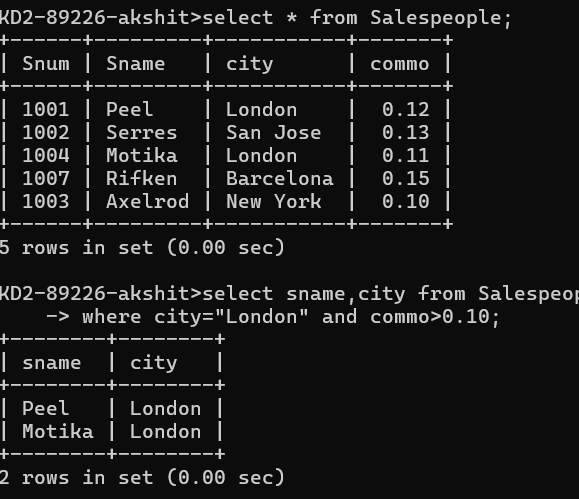 KD2-89226-akshit>select * from Salespeople;
+------+---------+-----------+-------+
| Snum | Sname   | city      | commo |
+------+---------+-----------+-------+
| 1001 | Peel    | London    |  0.12 |
| 1002 | Serres  | San Jose  |  0.13 |
| 1004 | Motika  | London    |  0.11 |
| 1007 | Rifken  | Barcelona |  0.15 |
| 1003 | Axelrod | New York  |  0.10 |
+------+---------+-----------+-------+
5 rows in set (0.00 sec)

KD2-89226-akshit>select sname,city from Salespeop
    -> where city="London" and commo>0.10;
+--------+--------+
| sname  | city   |
+--------+--------+
| Peel   | London |
| Motika | London |
+--------+--------+
2 rows in set (0.00 sec)